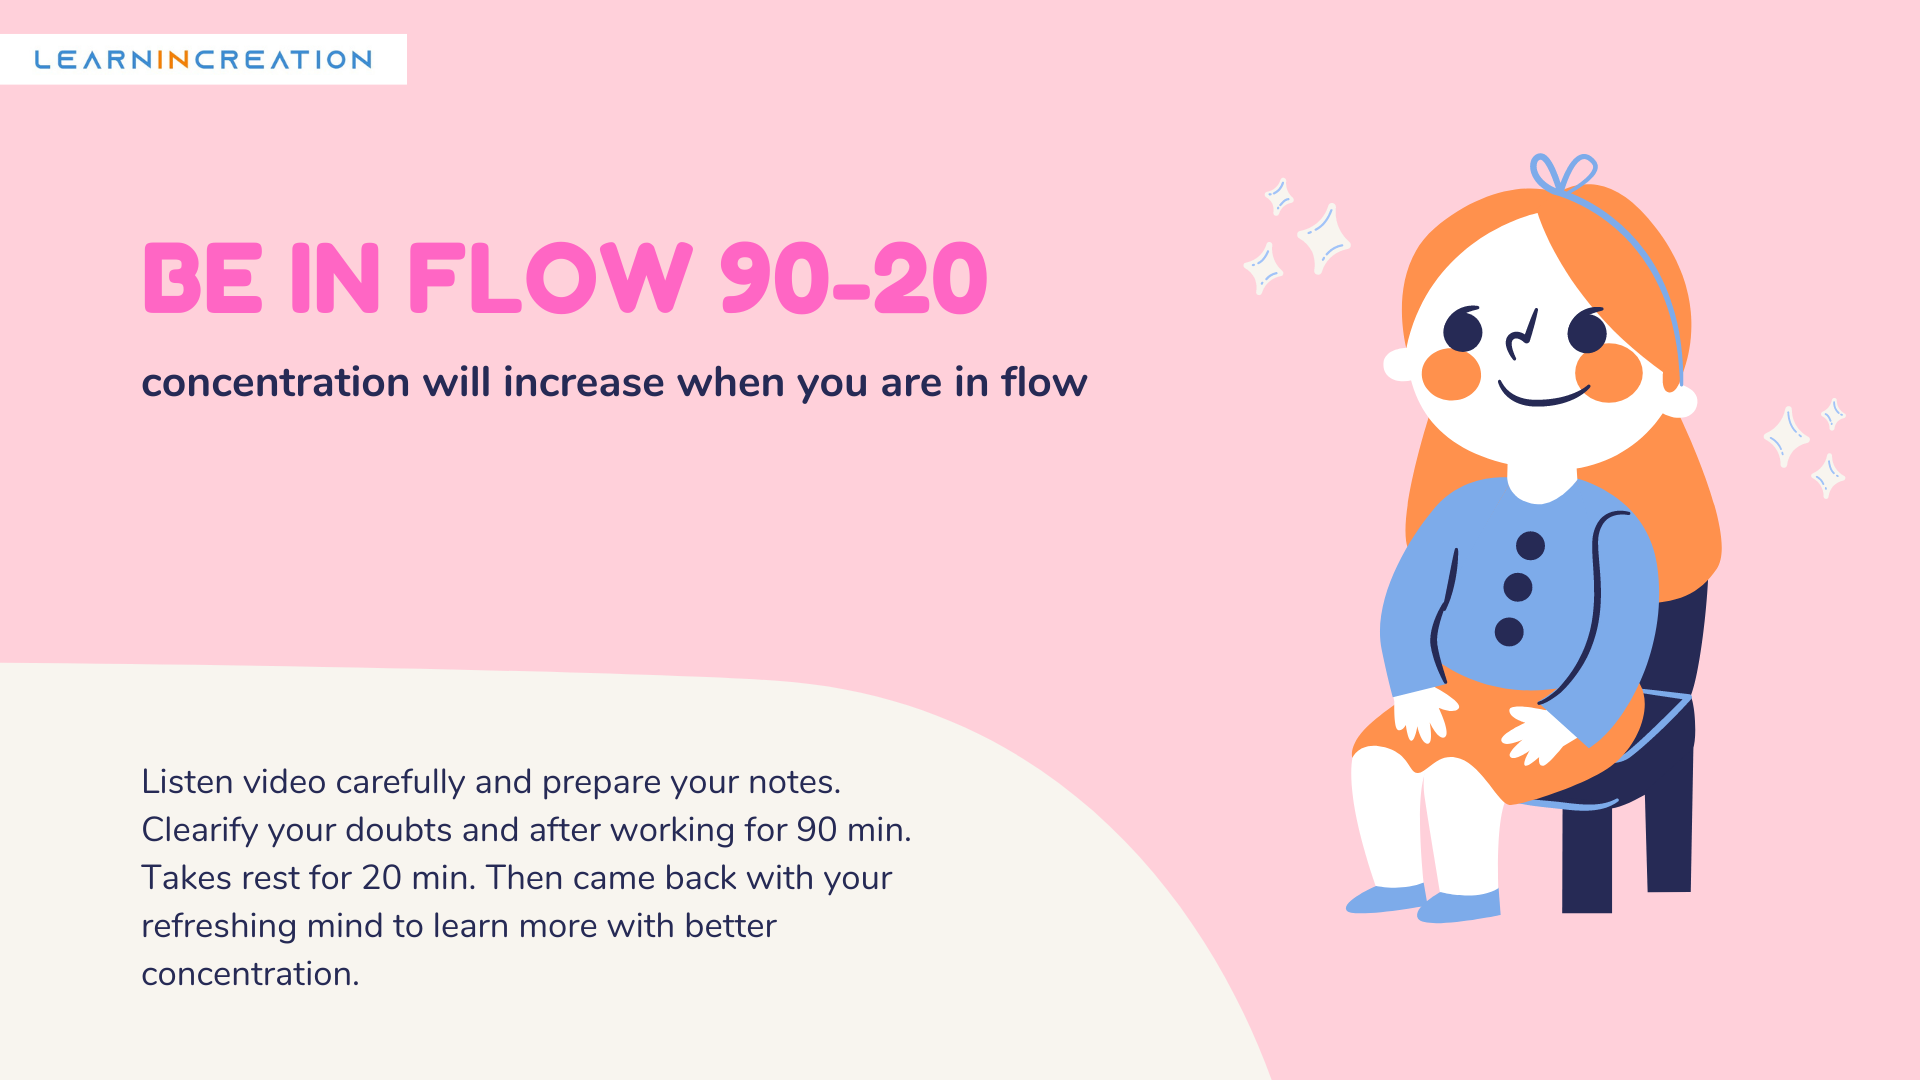 LEARNINCREATION
BE IN FLOW 90-20
concentration will increase when you are in flow
Listen video carefully and prepare your notes.
Clearify your doubts and after working for 90 min.
Takes rest for 20 min. Then came back with your
refreshing mind to learn more with better
concentration.